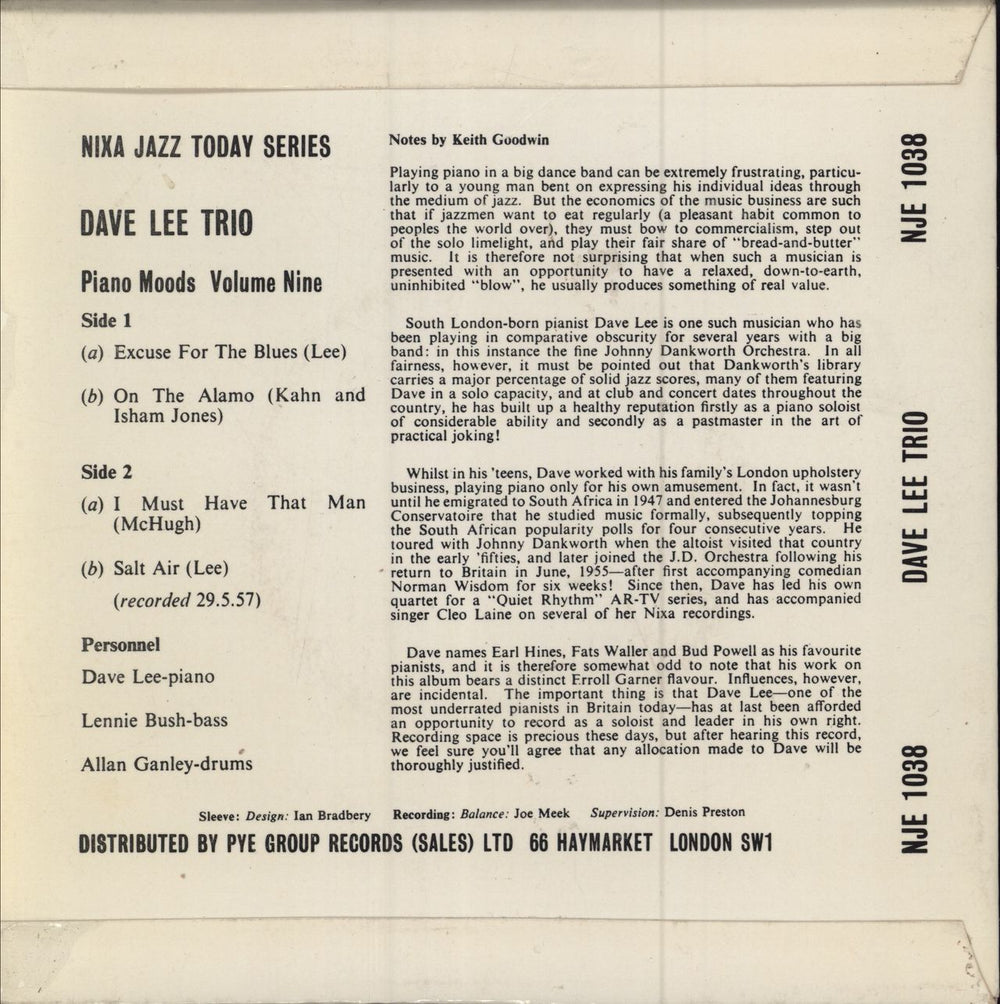 NIXA JAZZ TODAY SERIES
DAVE LEE TRIO
Piano Moods Volume Nine
Side 1
(a) Excuse For The Blues (Lee)
(b) On The Alamo (Kahn and
Isham Jones)
Side 2
(a) I Must Have That Man
(McHugh)
(b) Salt Air (Lee)
(recorded 29.5.57)
Personnel
Dave Lee-piano
Lennie Bush-bass
Allan Ganley-drums
Notes by Keith Goodwin
Playing piano in a big dance band can be extremely frustrating, particu-
larly to a young man bent on expressing his individual ideas through
the medium of jazz. But the economics of the music business are such
that if jazzmen want to eat regularly (a pleasant habit common to
peoples the world over), they must bow to commercialism, step out
of the solo limelight, and play their fair share of "bread-and-butter"
music. It is therefore not surprising that when such a musician is
presented with an opportunity to have a relaxed, down-to-earth,
uninhibited "blow", he usually produces something of real value.
South London-born pianist Dave Lee is one such musician who has
been playing in comparative obscurity for several years with a big
band: in this instance the fine Johnny Dankworth Orchestra. In all
fairness, however, it must be pointed out that Dankworth's library
carries a major percentage of solid jazz scores, many of them featuring
Dave in a solo capacity, and at club and concert dates throughout the
country, he has built up a healthy reputation firstly as a piano soloist
of considerable ability and secondly as a pastmaster in the art of
practical joking!
Whilst in his 'teens, Dave worked with his family's London upholstery
business, playing piano only for his own amusement. In fact, it wasn't
until he emigrated to South Africa in 1947 and entered the Johannesburg
Conservatoire that he studied music formally, subsequently topping
the South African popularity polls for four consecutive years. He
toured with Johnny Dankworth when the altoist visited that country
in the early 'fifties, and later joined the J.D. Orchestra following his
return to Britain in June, 1955—after first accompanying comedian
Norman Wisdom for six weeks! Since then, Dave has led his own
quartet for a "Quiet Rhythm" AR-TV series, and has accompanied
singer Cleo Laine on several of her Nixa recordings.
Dave names Earl Hines, Fats Waller and Bud Powell as his favourite
pianists, and it is therefore somewhat odd to note that his work on
this album bears a distinct Erroll Garner flavour. Influences, however,
are incidental. The important thing is that Dave Lee—one of the
most underrated pianists in Britain today—has at last been afforded
an opportunity to record as a soloist and leader in his own right.
Recording space is precious these days, but after hearing this record,
we feel sure you'll agree that any allocation made to Dave will be
thoroughly justified.
Sleeve: Design: Ian Bradbery Recording: Balance: Joe Meek Supervision: Denis Preston
DISTRIBUTED BY PYE GROUP RECORDS (SALES) LTD 66 HAYMARKET LONDON SW1
NJE 1038
DAVE LEE TRIO
NJE 1038